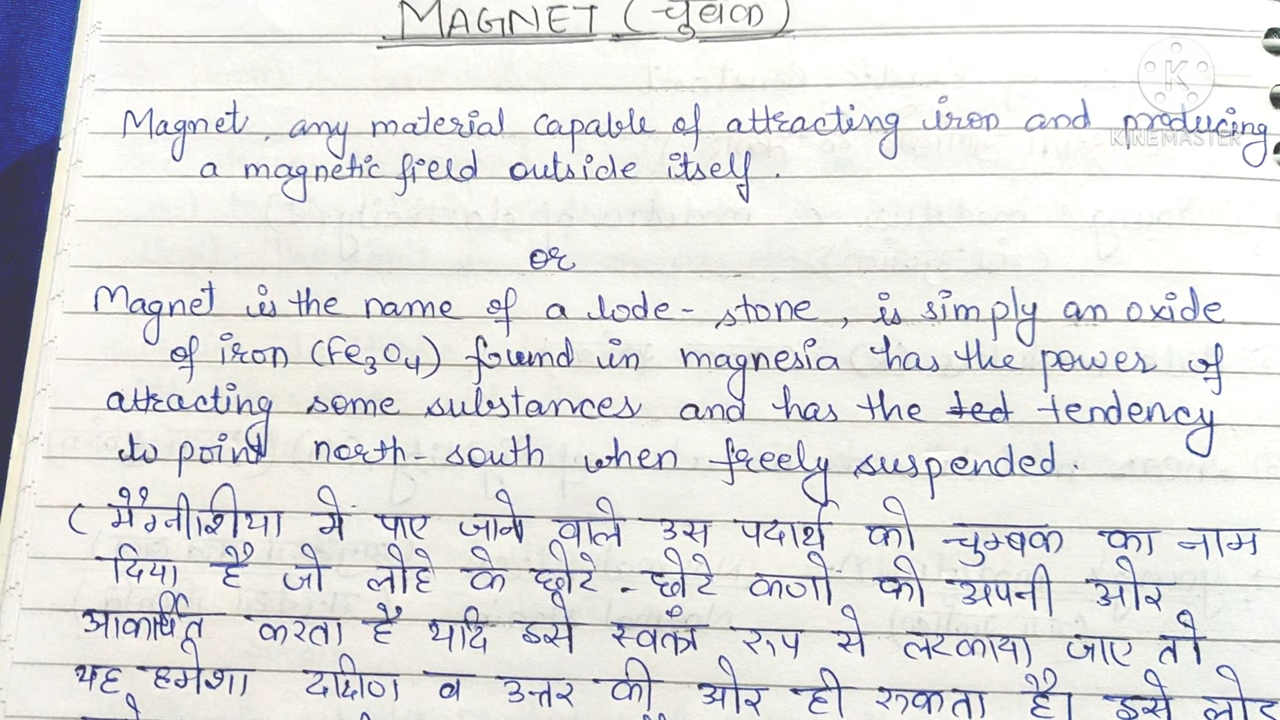 MAGNET (चुंबक)
K
KINEMASTER
Magnet, any material capable of attracting iron and producing
a magnetic field outside itself.
or
Magnet is the name of a lode-stone, is simply an oxide
of iron (Fe3O4) found in magnesia has the power of
attracting some substances and has the ted tendency
to point north-south when freely suspended.
( मैग्नीशिया में पाए जाने वाले उस पदार्थ को चुम्बक का नाम
दिया है जो लोहे के छोटे-छोटे कणो को अपनी ओर
आकर्षित करता है यदि इसे स्वतंत्र रूप से लटकाया जाए तो
यह हमेशा दक्षिण व उत्तर की ओर ही रुकता है। इसे